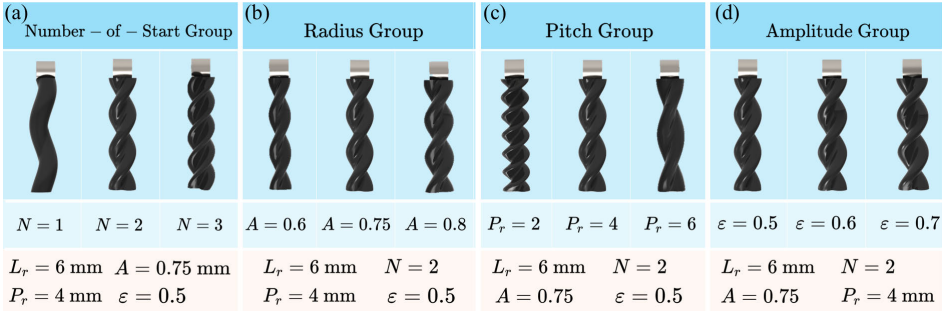 (a)
Number – of – Start Group
N = 1 N = 2 N = 3
L_r = 6 mm A = 0.75 mm
P_r = 4 mm ε = 0.5
(b)
Radius Group
A = 0.6 A = 0.75 A = 0.8
L_r = 6 mm N = 2
P_r = 4 mm ε = 0.5
(c)
Pitch Group
P_r = 2 P_r = 4 P_r = 6
L_r = 6 mm N = 2
A = 0.75 ε = 0.5
(d)
Amplitude Group
ε = 0.5 ε = 0.6 ε = 0.7
L_r = 6 mm N = 2
A = 0.75 P_r = 4 mm